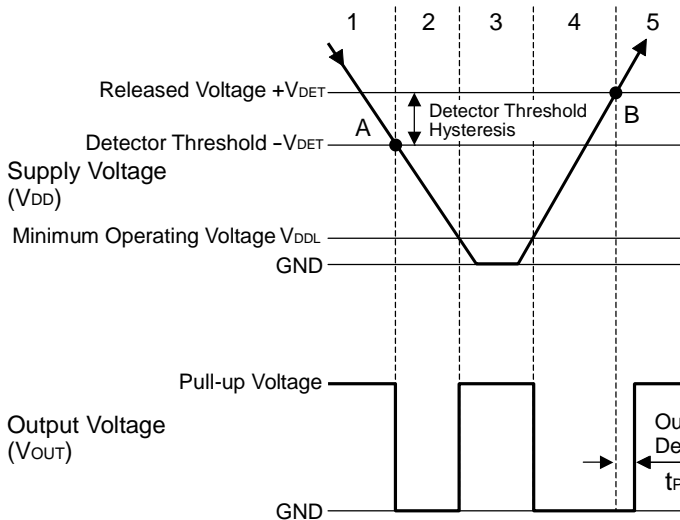 1 2 3 4 5
Released Voltage +VDET
Detector Threshold
Hysteresis
A
B
Detector Threshold –VDET
Supply Voltage
(VDD)
Minimum Operating Voltage VDDL
GND
Pull-up Voltage
Output Voltage
(VOUT)
GND